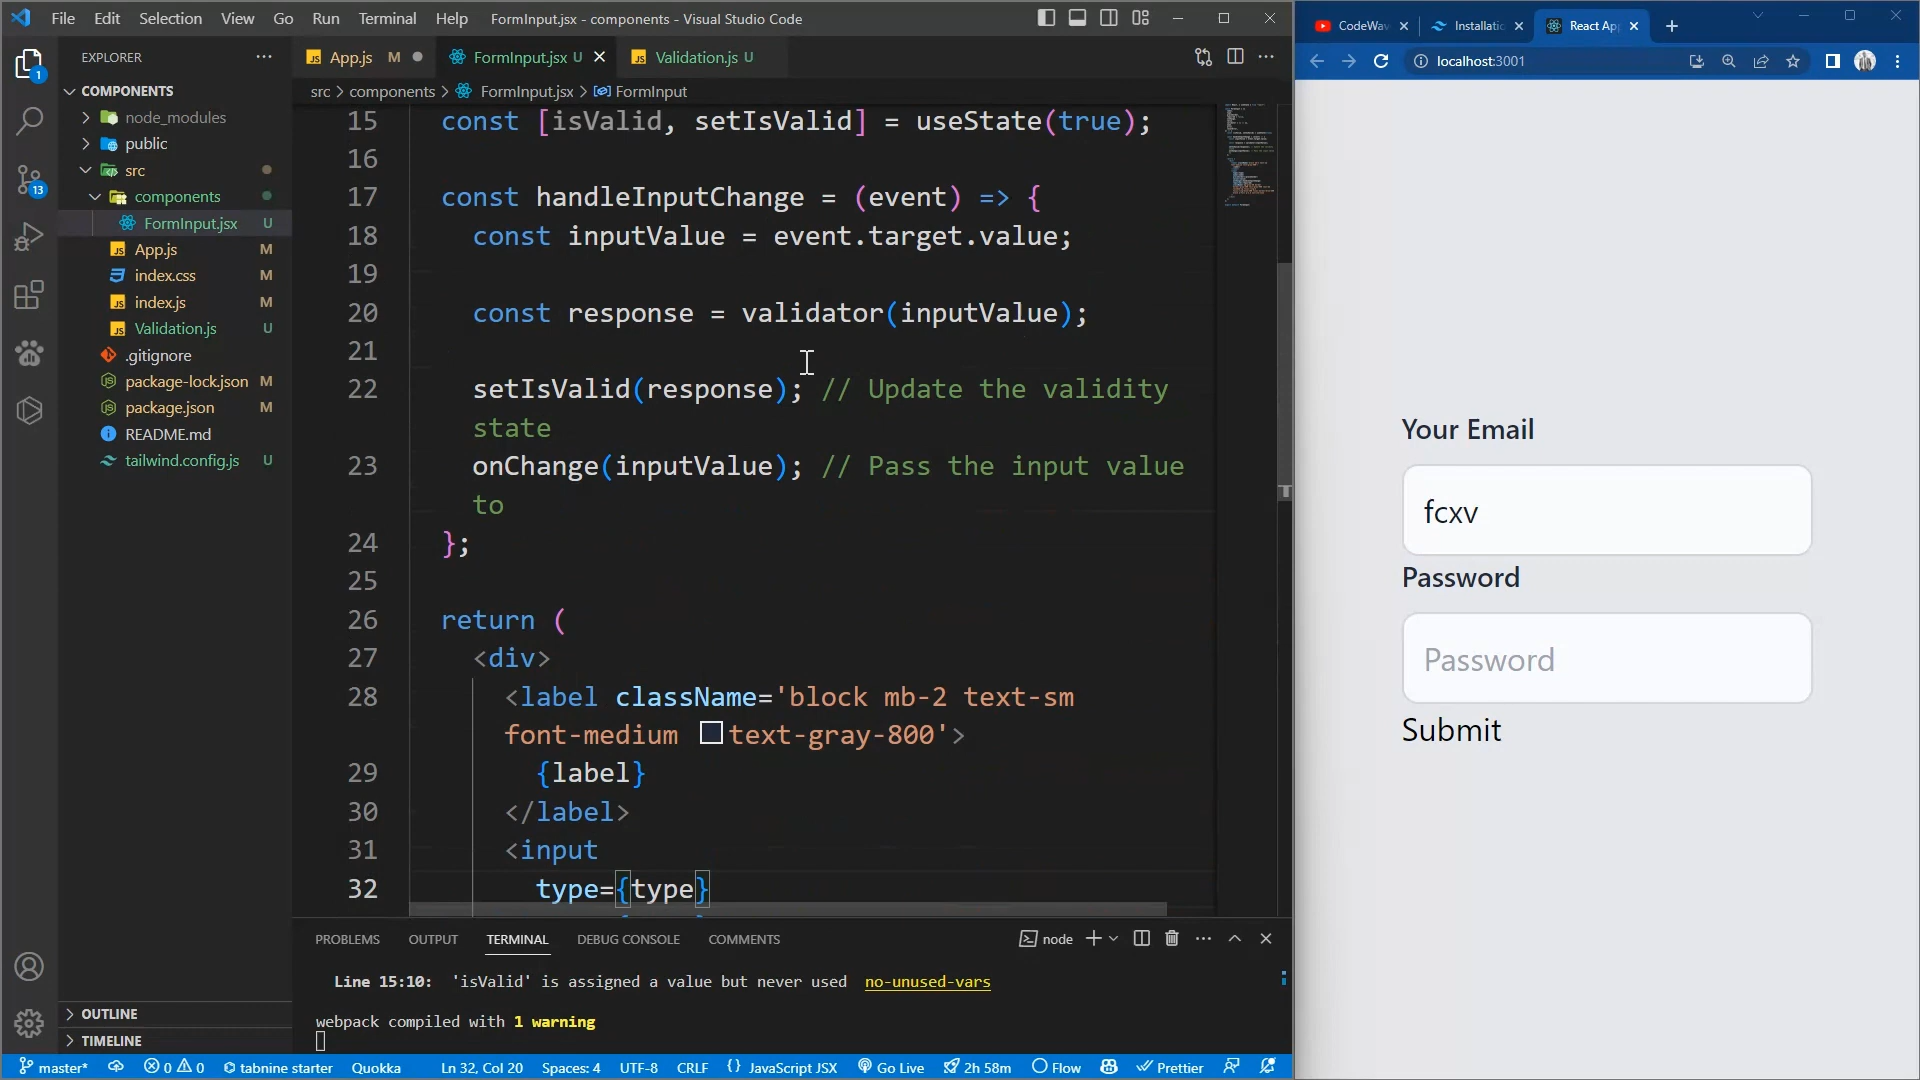 File Edit Selection View Go Run Terminal Help FormInput.jsx - components - Visual Studio Code
EXPLORER
COMPONENTS
node_modules
public
src
components
FormInput.jsx U
App.js M
index.css M
index.js M
Validation.js U
.gitignore
package-lock.json M
package.json M
README.md
tailwind.config.js U
OUTLINE
TIMELINE
1
13
App.js M
FormInput.jsx U
Validation.js U
src > components > FormInput.jsx > FormInput
15 const [isValid, setIsValid] = useState(true);
16
17 const handleInputChange = (event) => {
18 const inputValue = event.target.value;
19
20 const response = validator(inputValue);
21
22 setIsValid(response); // Update the validity
state
23 onChange(inputValue); // Pass the input value
to
24 };
25
26 return (
27 <div>
28 <label className='block mb-2 text-sm
font-medium text-gray-800'>
29 {label}
30 </label>
31 <input
32 type={type}
PROBLEMS OUTPUT TERMINAL DEBUG CONSOLE COMMENTS
node
Line 15:10: 'isValid' is assigned a value but never used no-unused-vars
webpack compiled with 1 warning
master* 0 0 tabnine starter Quokka Ln 32, Col 20 Spaces: 4 UTF-8 CRLF {} JavaScript JSX Go Live 2h 58m Flow Prettier
CodeWav
Installatio
React App
localhost:3001
Your Email
fcxv
Password
Password
Submit